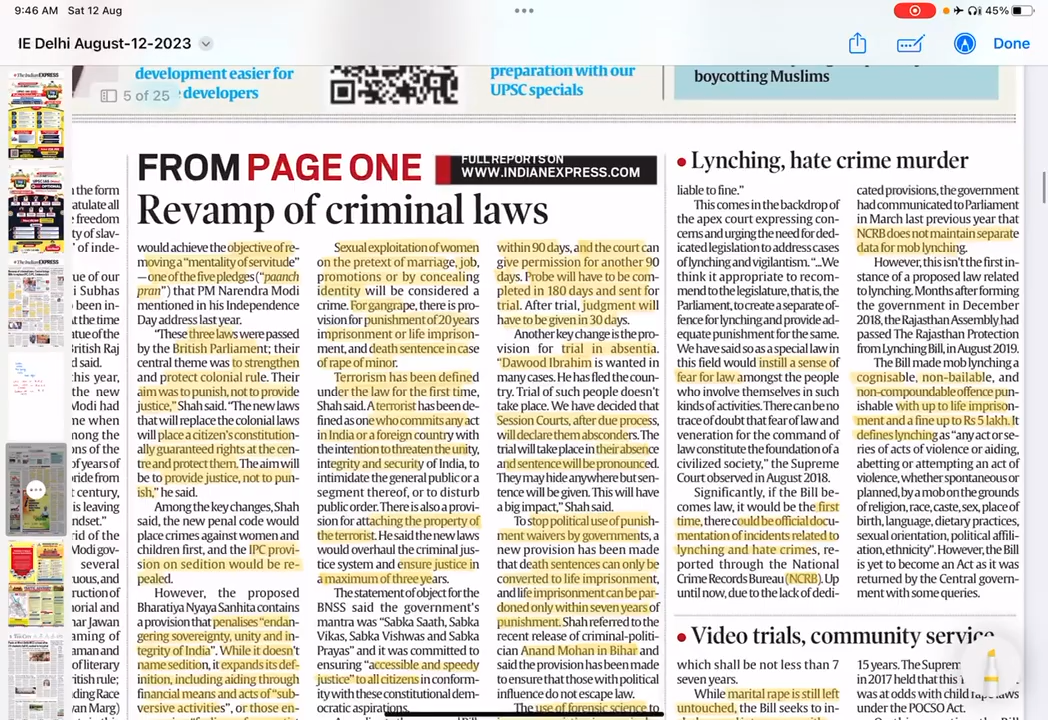 9:46 AM Sat 12 Aug
45%
IE Delhi August-12-2023
Done
5 of 25
development easier for
developers
preparation with our
UPSC specials
boycotting Muslims
FROM PAGE ONE
FULL REPORTS ON
WWW.INDIANEXPRESS.COM
Revamp of criminal laws
would achieve the objective of re-
moving a "mentality of servitude"
— one of the five pledges ("paanch
pran") that PM Narendra Modi
mentioned in his Independence
Day address last year.
"These three laws were passed
by the British Parliament; their
central theme was to strengthen
and protect colonial rule. Their
aim was to punish, not to provide
justice," Shah said. "The new laws
that will replace the colonial laws
will place a citizen's constitution-
ally guaranteed rights at the cen-
tre and protect them. The aim will
be to provide justice, not to pun-
ish," he said.
Among the key changes, Shah
said, the new penal code would
place crimes against women and
children first, and the IPC provi-
sion on sedition would be re-
pealed.
However, the proposed
Bharatiya Nyaya Sanhita contains
a provision that penalises "endan-
gering sovereignty, unity and in-
tegrity of India". While it doesn't
name sedition, it expands its def-
inition, including aiding through
financial means and acts of "sub-
versive activities", or those en-
Sexual exploitation of women
on the pretext of marriage, job,
promotions or by concealing
identity will be considered a
crime. For gangrape, there is pro-
vision for punishment of 20 years
imprisonment or life imprison-
ment, and death sentence in case
of rape of minor.
Terrorism has been defined
under the law for the first time,
Shah said. A terrorist has been de-
fined as one who commits any act
in India or a foreign country with
the intention to threaten the unity,
integrity and security of India, to
intimidate the general public or a
segment thereof, or to disturb
public order. There is also a provi-
sion for attaching the property of
the terrorist. He said the new laws
would overhaul the criminal jus-
tice system and ensure justice in
a maximum of three years.
The statement of object for the
BNSS said the government's
mantra was "Sabka Saath, Sabka
Vikas, Sabka Vishwas and Sabka
Prayas" and it was committed to
ensuring "accessible and speedy
justice" to all citizens in conform-
ity with these constitutional dem-
ocratic aspirations.
within 90 days, and the court can
give permission for another 90
days. Probe will have to be com-
pleted in 180 days and sent for
trial. After trial, judgment will
have to be given in 30 days.
Another key change is the pro-
vision for trial in absentia.
"Dawood Ibrahim is wanted in
many cases. He has fled the coun-
try. Trial of such people doesn't
take place. We have decided that
Session Courts, after due process,
will declare them absconders. The
trial will take place in their absence
and sentence will be pronounced.
They may hide anywhere but sen-
tence will be given. This will have
a big impact," Shah said.
To stop political use of punish-
ment waivers by governments, a
new provision has been made
that death sentences can only be
converted to life imprisonment,
and life imprisonment can be par-
doned only within seven years of
punishment. Shah referred to the
recent release of criminal-politi-
cian Anand Mohan in Bihar and
said the provision has been made
to ensure that those with political
influence do not escape law.
The use of forensic science to
• Lynching, hate crime murder
liable to fine."
This comes in the backdrop of
the apex court expressing con-
cerns and urging the need for ded-
icated legislation to address cases
of lynching and vigilantism. "...We
think it appropriate to recom-
mend to the legislature, that is, the
Parliament, to create a separate of-
fence for lynching and provide ad-
equate punishment for the same.
We have said so as a special law in
this field would instill a sense of
fear for law amongst the people
who involve themselves in such
kinds of activities. There can be no
trace of doubt that fear of law and
veneration for the command of
law constitute the foundation of a
civilized society," the Supreme
Court observed in August 2018.
Significantly, if the Bill be-
comes law, it would be the first
time, there could be official docu-
mentation of incidents related to
lynching and hate crimes, re-
ported through the National
Crime Records Bureau (NCRB). Up
until now, due to the lack of dedi-
cated provisions, the government
had communicated to Parliament
in March last previous year that
NCRB does not maintain separate
data for mob lynching.
However, this isn't the first in-
stance of a proposed law related
to lynching. Months after forming
the government in December
2018, the Rajasthan Assembly had
passed The Rajasthan Protection
from Lynching Bill, in August 2019.
The Bill made mob lynching a
cognisable, non-bailable, and
non-compoundable offence pun-
ishable with up to life imprison-
ment and a fine up to Rs 5 lakh. It
defines lynching as "any act or se-
ries of acts of violence or aiding,
abetting or attempting an act of
violence, whether spontaneous or
planned, by a mob on the grounds
of religion, race, caste, sex, place of
birth, language, dietary practices,
sexual orientation, political affili-
ation, ethnicity". However, the Bill
is yet to become an Act as it was
returned by the Central govern-
ment with some queries.
• Video trials, community service
which shall be not less than 7
seven years.
While marital rape is still left
untouched, the Bill seeks to in-
15 years. The Suprem
in 2017 held that this
was at odds with child rape laws
under the POCSO Act.